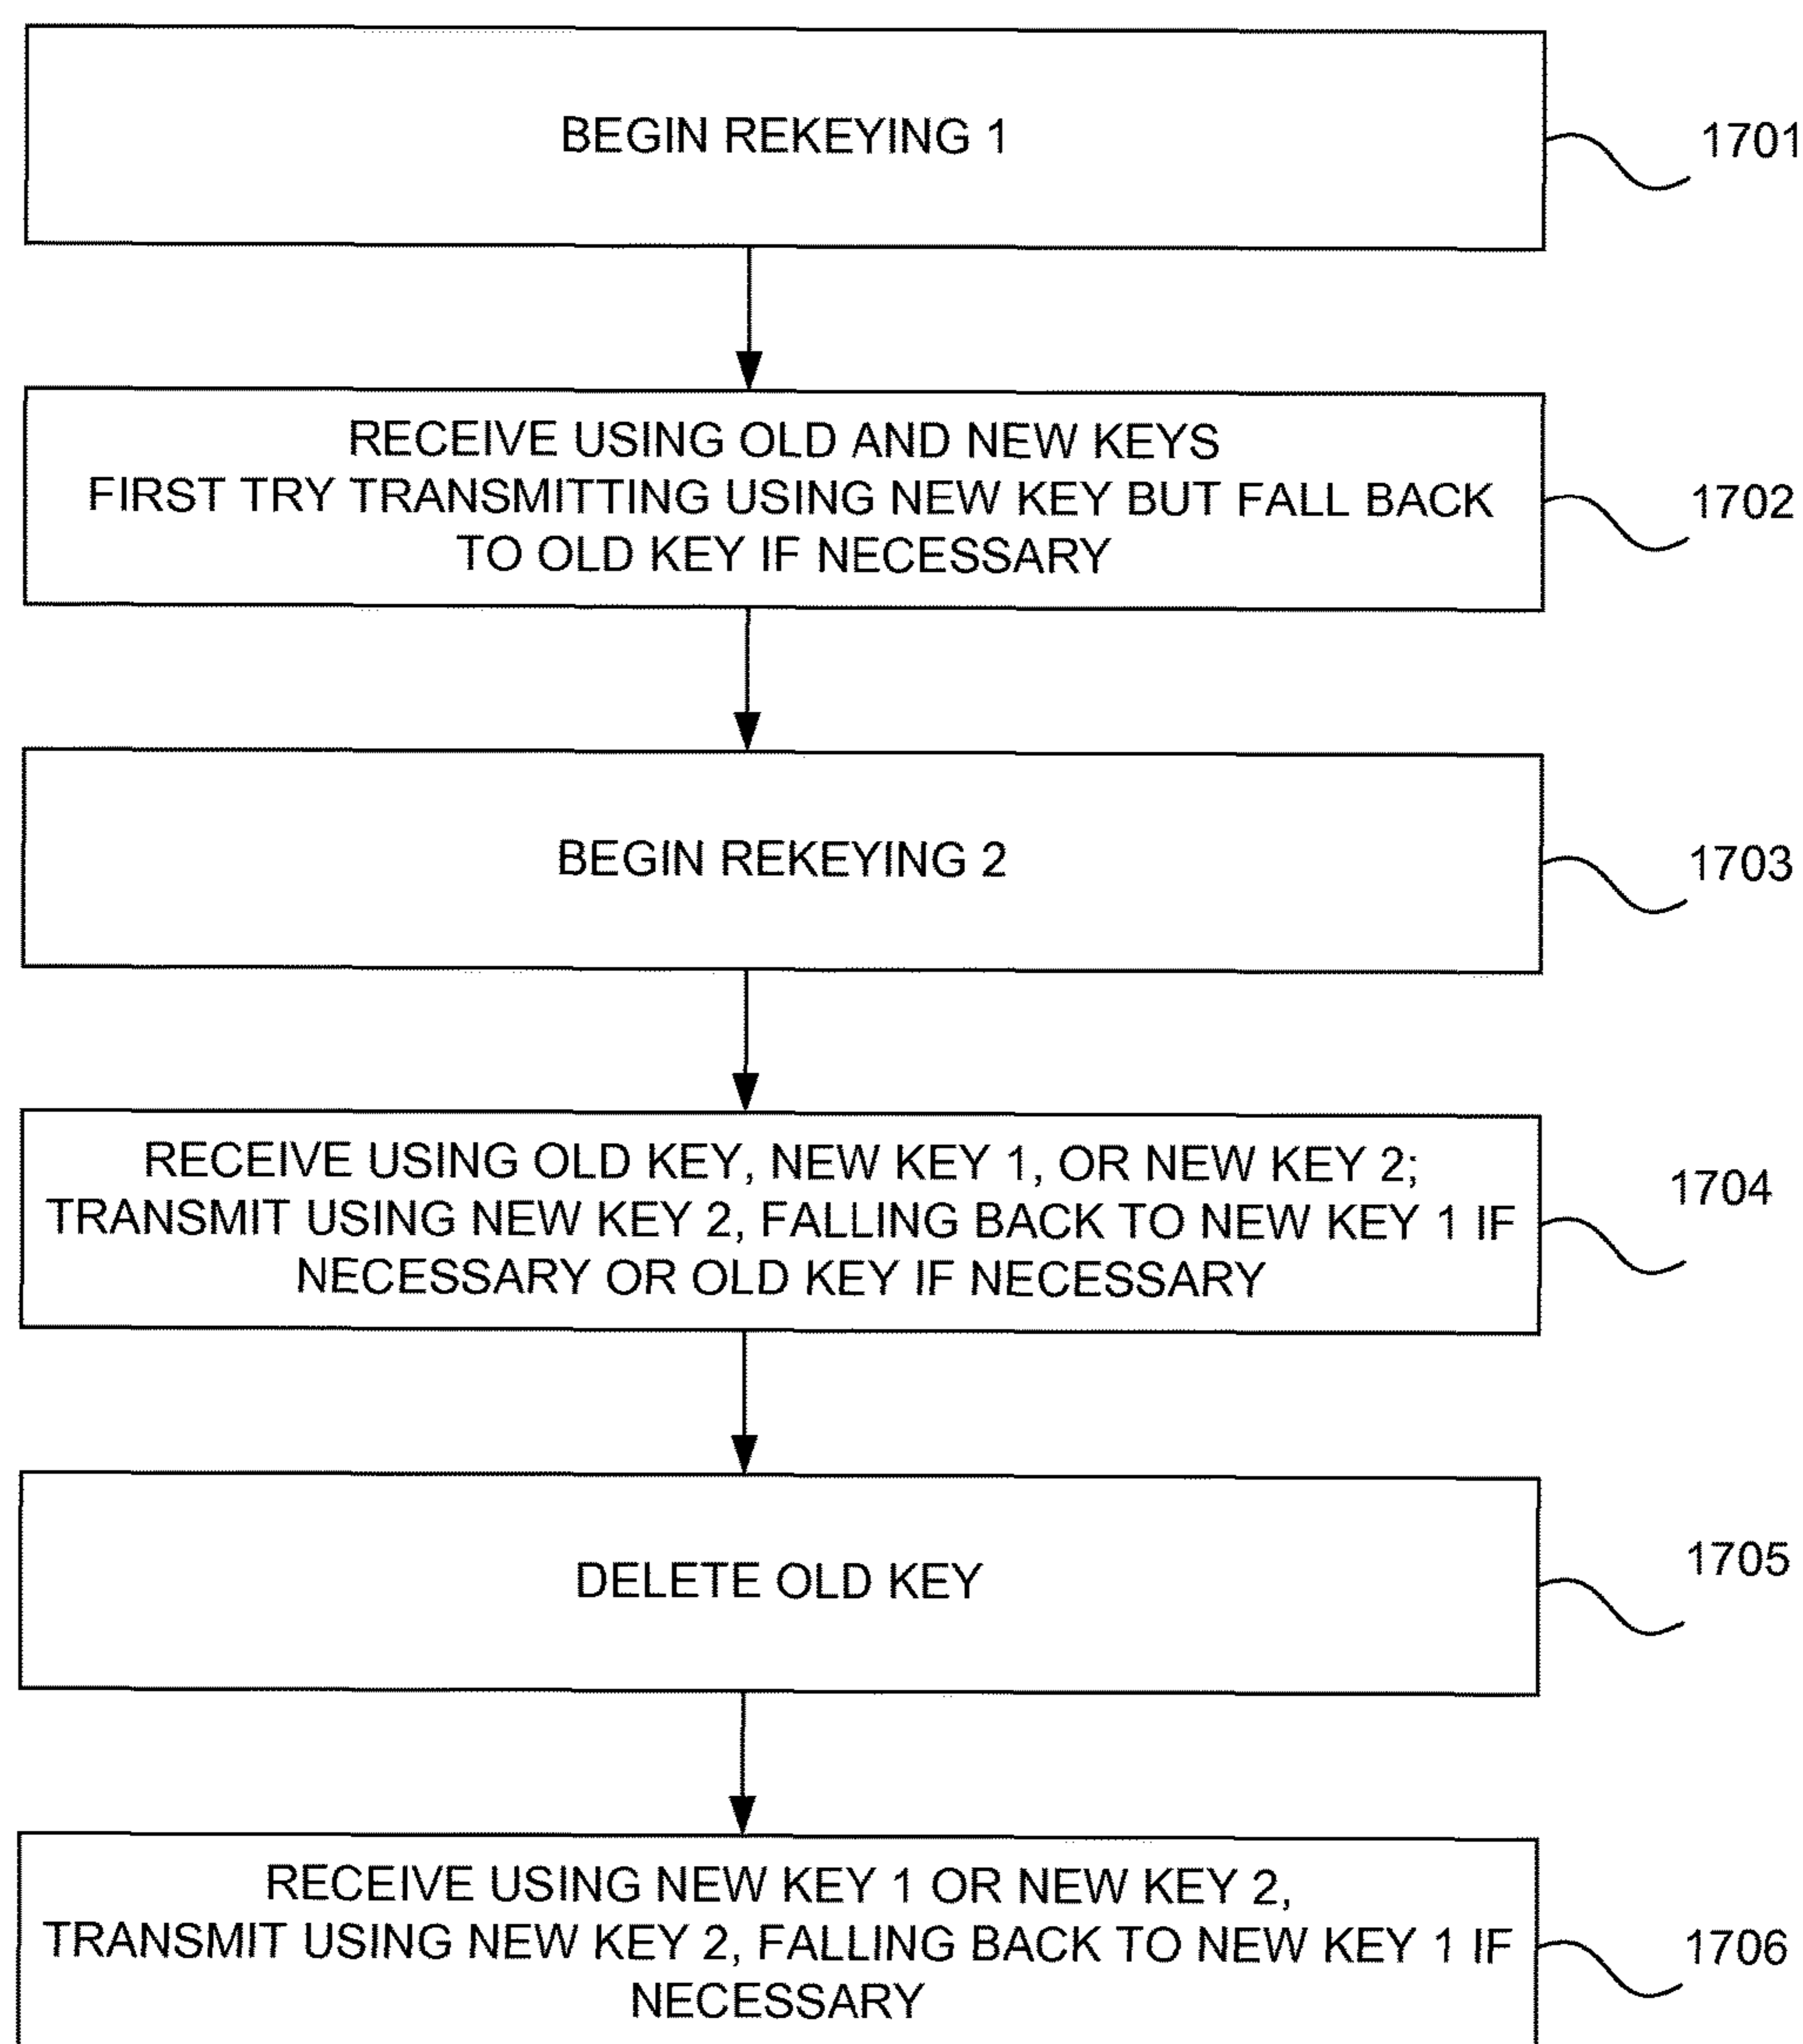 BEGIN REKEYING 1
1701
RECEIVE USING OLD AND NEW KEYS
FIRST TRY TRANSMITTING USING NEW KEY BUT FALL BACK
TO OLD KEY IF NECESSARY
1702
BEGIN REKEYING 2
1703
RECEIVE USING OLD KEY, NEW KEY 1, OR NEW KEY 2;
TRANSMIT USING NEW KEY 2, FALLING BACK TO NEW KEY 1 IF
NECESSARY OR OLD KEY IF NECESSARY
1704
DELETE OLD KEY
1705
RECEIVE USING NEW KEY 1 OR NEW KEY 2,
TRANSMIT USING NEW KEY 2, FALLING BACK TO NEW KEY 1 IF
NECESSARY
1706